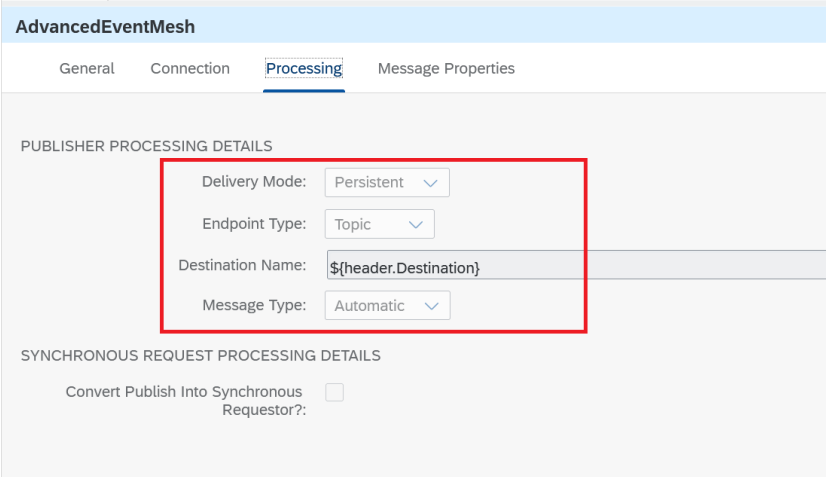 AdvancedEventMesh
General Connection Processing Message Properties
PUBLISHER PROCESSING DETAILS
Delivery Mode: Persistent
Endpoint Type: Topic
Destination Name: ${header.Destination}
Message Type: Automatic
SYNCHRONOUS REQUEST PROCESSING DETAILS
Convert Publish Into Synchronous
Requestor?: